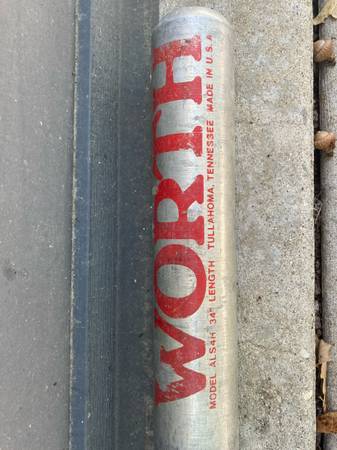 WORTH
MODEL ALS4H 34" LENGTH TULLAHOMA, TENNESSEE MADE IN U.S.A